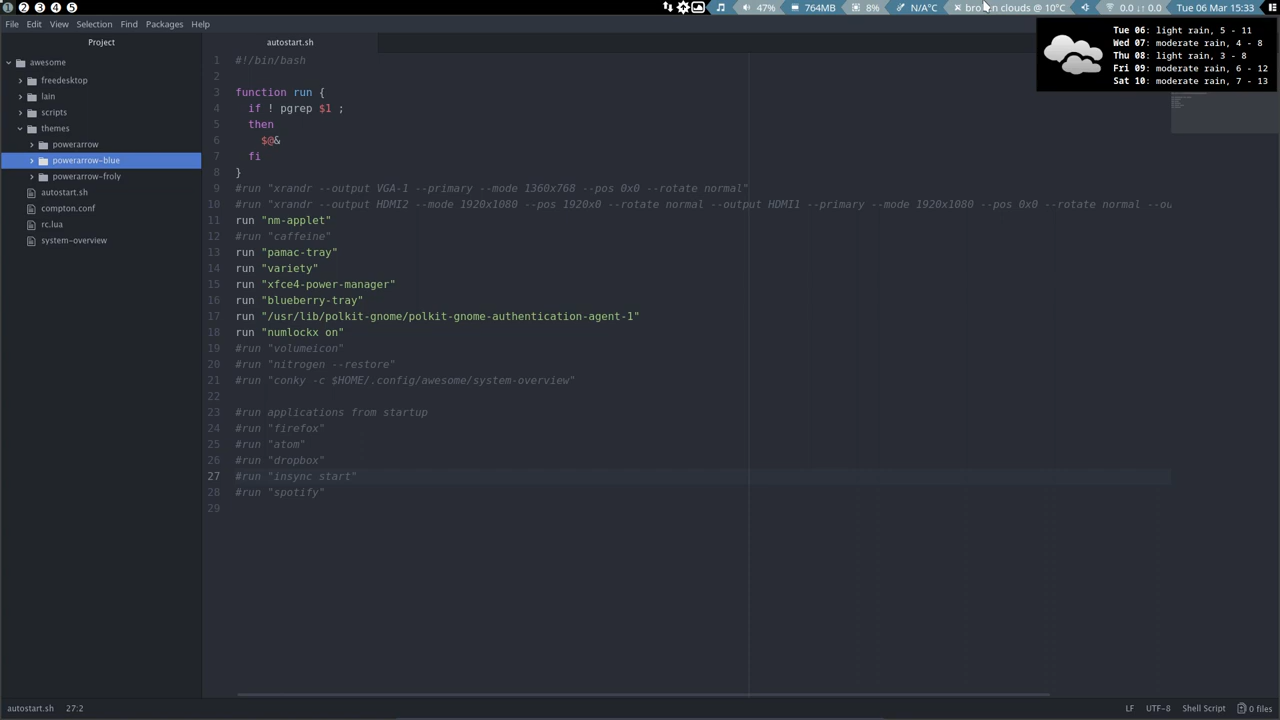 1 2 3 4 5 47% 764MB 8% N/A°C broken clouds @ 10°C 0.0 ↓↑ 0.0 Tue 06 Mar 15:33
File Edit View Selection Find Packages Help
Tue 06: light rain, 5 - 11
Wed 07: moderate rain, 4 - 8
Thu 08: light rain, 3 - 8
Fri 09: moderate rain, 6 - 12
Sat 10: moderate rain, 7 - 13
Project
awesome
freedesktop
lain
scripts
themes
powerarrow
powerarrow-blue
powerarrow-froly
autostart.sh
compton.conf
rc.lua
system-overview
autostart.sh
1 #!/bin/bash
2
3 function run {
4 if ! pgrep $1 ;
5 then
6 $@&
7 fi
8 }
9 #run "xrandr --output VGA-1 --primary --mode 1360x768 --pos 0x0 --rotate normal"
10 #run "xrandr --output HDMI2 --mode 1920x1080 --pos 1920x0 --rotate normal --output HDMI1 --primary --mode 1920x1080 --pos 0x0 --rotate normal --ou
11 run "nm-applet"
12 #run "caffeine"
13 run "pamac-tray"
14 run "variety"
15 run "xfce4-power-manager"
16 run "blueberry-tray"
17 run "/usr/lib/polkit-gnome/polkit-gnome-authentication-agent-1"
18 run "numlockx on"
19 #run "volumeicon"
20 #run "nitrogen --restore"
21 #run "conky -c $HOME/.config/awesome/system-overview"
22
23 #run applications from startup
24 #run "firefox"
25 #run "atom"
26 #run "dropbox"
27 #run "insync start"
28 #run "spotify"
29
autostart.sh 27:2 LF UTF-8 Shell Script 0 files